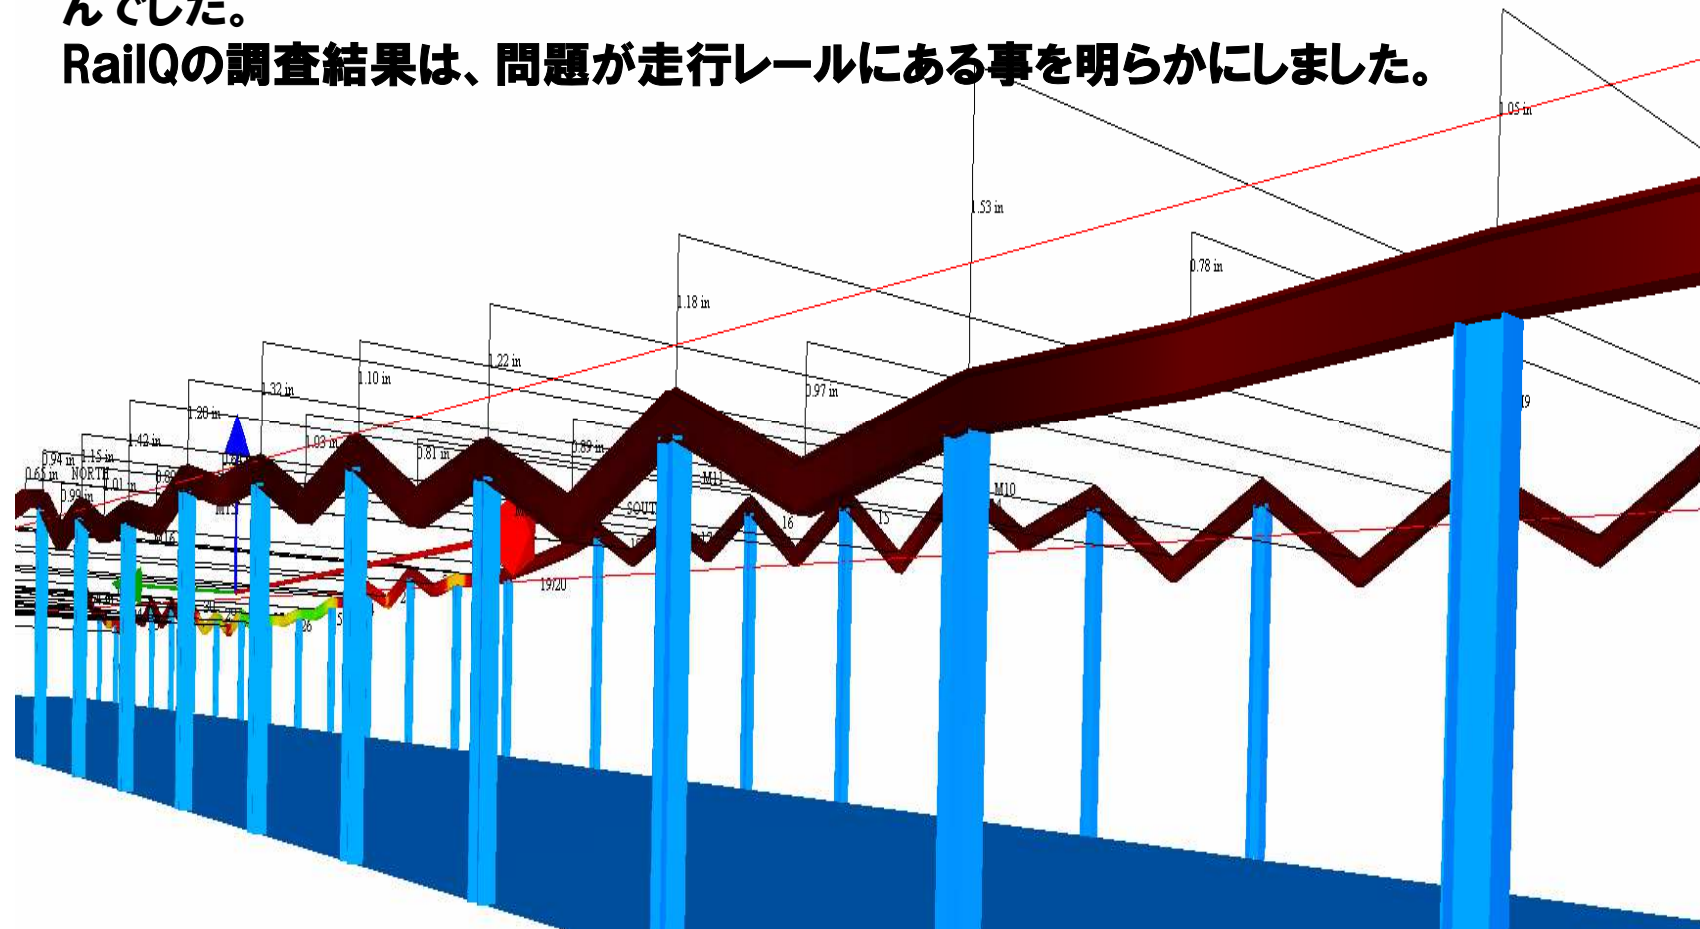 んでした。
RailQの調査結果は、問題が走行レールにある事を明らかにしました。
1.05 in
1.53 in
0.78 in
1.18 in
1.22 in
0.97 in
1.10 in
1.32 in
1.20 in
1.42 in
1.03 in
0.81 in
0.89 in
0.94 in
1.15 in
0.65 in
NORTH
1.01 in
0.99 in
M11
M10
16
15
19/20
26